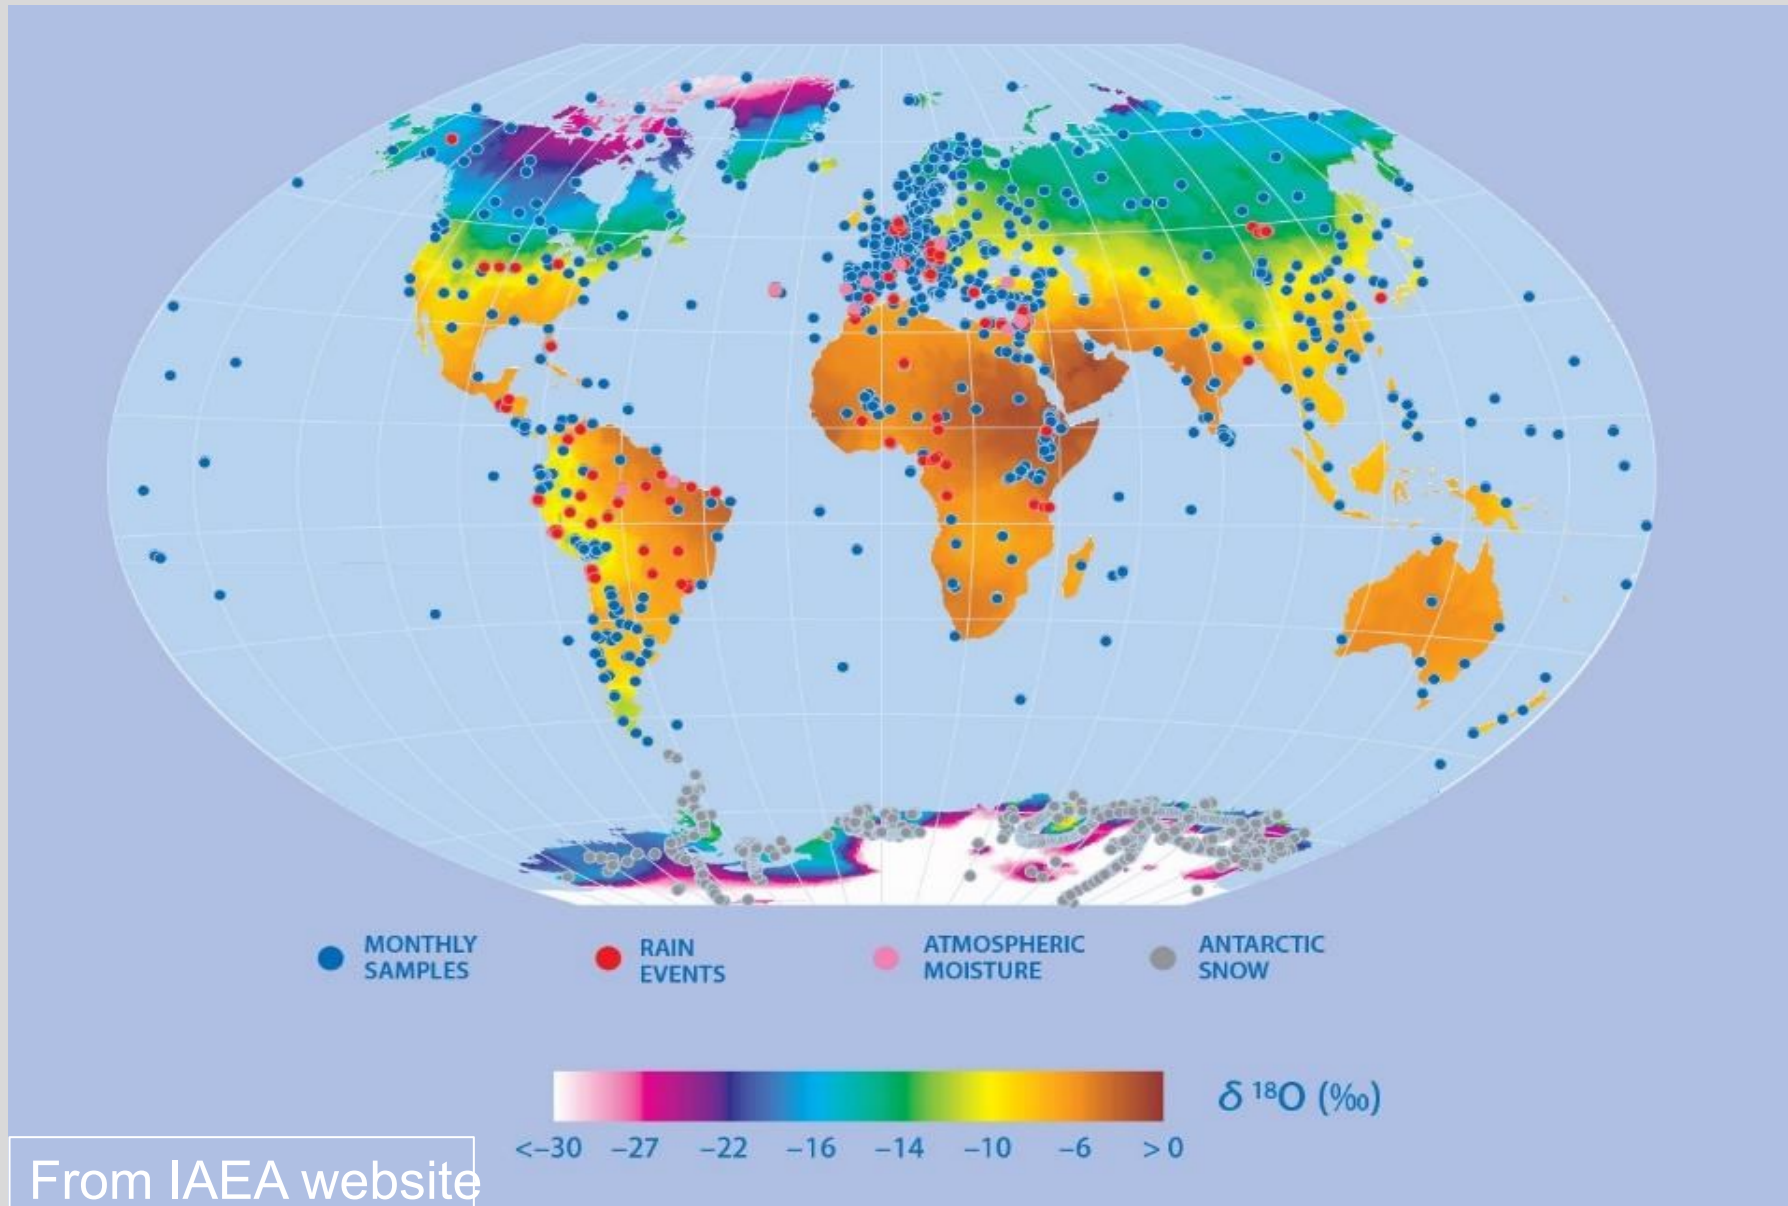 MONTHLY
SAMPLES
RAIN
EVENTS
ATMOSPHERIC
MOISTURE
ANTARCTIC
SNOW
<–30 –27 –22 –16 –14 –10 –6 > 0
δ ¹⁸O (‰)
From IAEA website